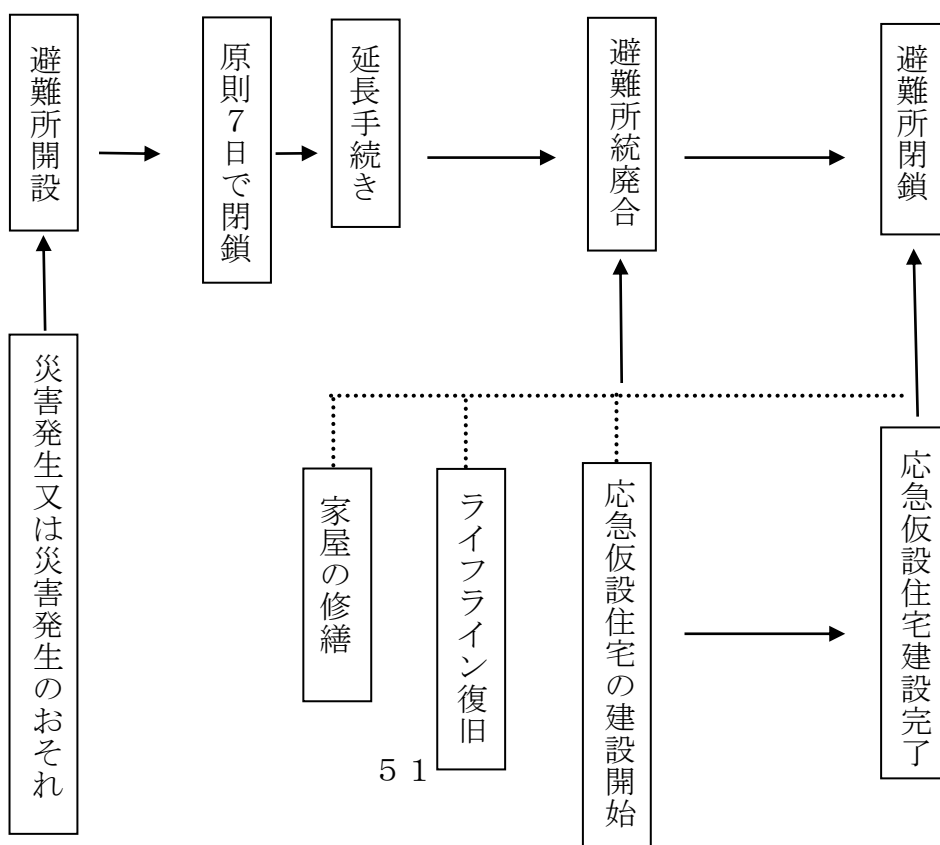 避難所開設
原則７日で閉鎖
延長手続き
避難所統廃合
避難所閉鎖
災害発生又は災害発生のおそれ
家屋の修繕
ライフライン復旧
応急仮設住宅の建設開始
応急仮設住宅建設完了
５１